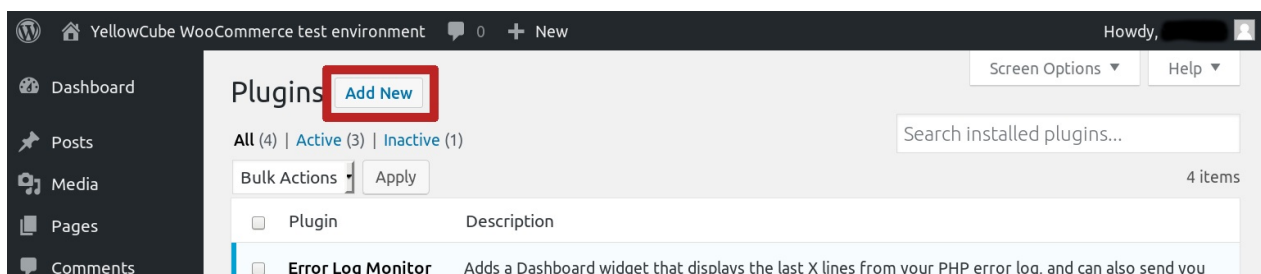 YellowCube WooCommerce test environment 0 + New Howdy,
Screen Options ▼ Help ▼
Dashboard
Plugins Add New
Posts
All (4) | Active (3) | Inactive (1)
Search installed plugins...
Media
Bulk Actions Apply
4 items
Pages
Plugin Description
Comments
Error Log Monitor Adds a Dashboard widget that displays the last X lines from your PHP error log, and can also send you